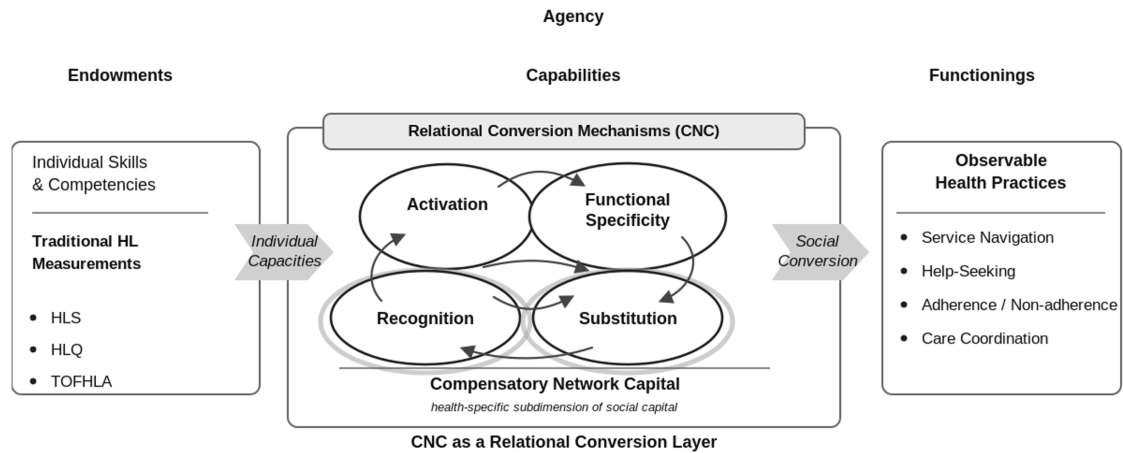 Agency
Endowments
Capabilities
Functionings
Individual Skills
& Competencies
Traditional HL
Measurements
• HLS
• HLQ
• TOFHLA
Individual
Capacities
Relational Conversion Mechanisms (CNC)
Activation
Functional
Specificity
Recognition
Substitution
Compensatory Network Capital
health-specific subdimension of social capital
CNC as a Relational Conversion Layer
Social
Conversion
Observable
Health Practices
• Service Navigation
• Help-Seeking
• Adherence / Non-adherence
• Care Coordination